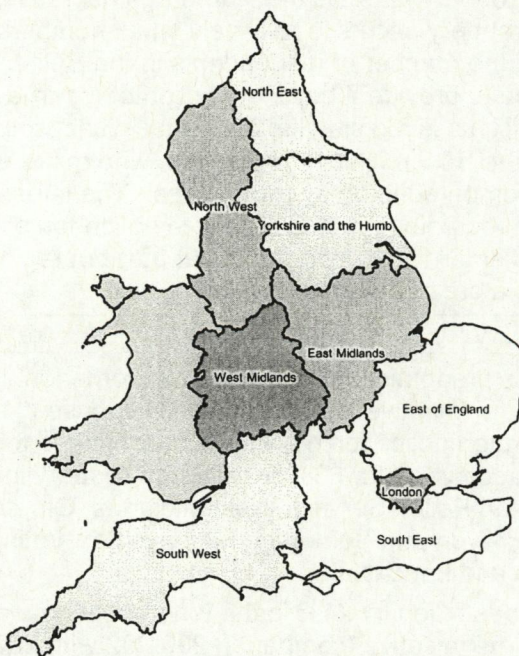 North East
North West
Yorkshire and the Humb
East Midlands
West Midlands
East of England
London
South East
South West